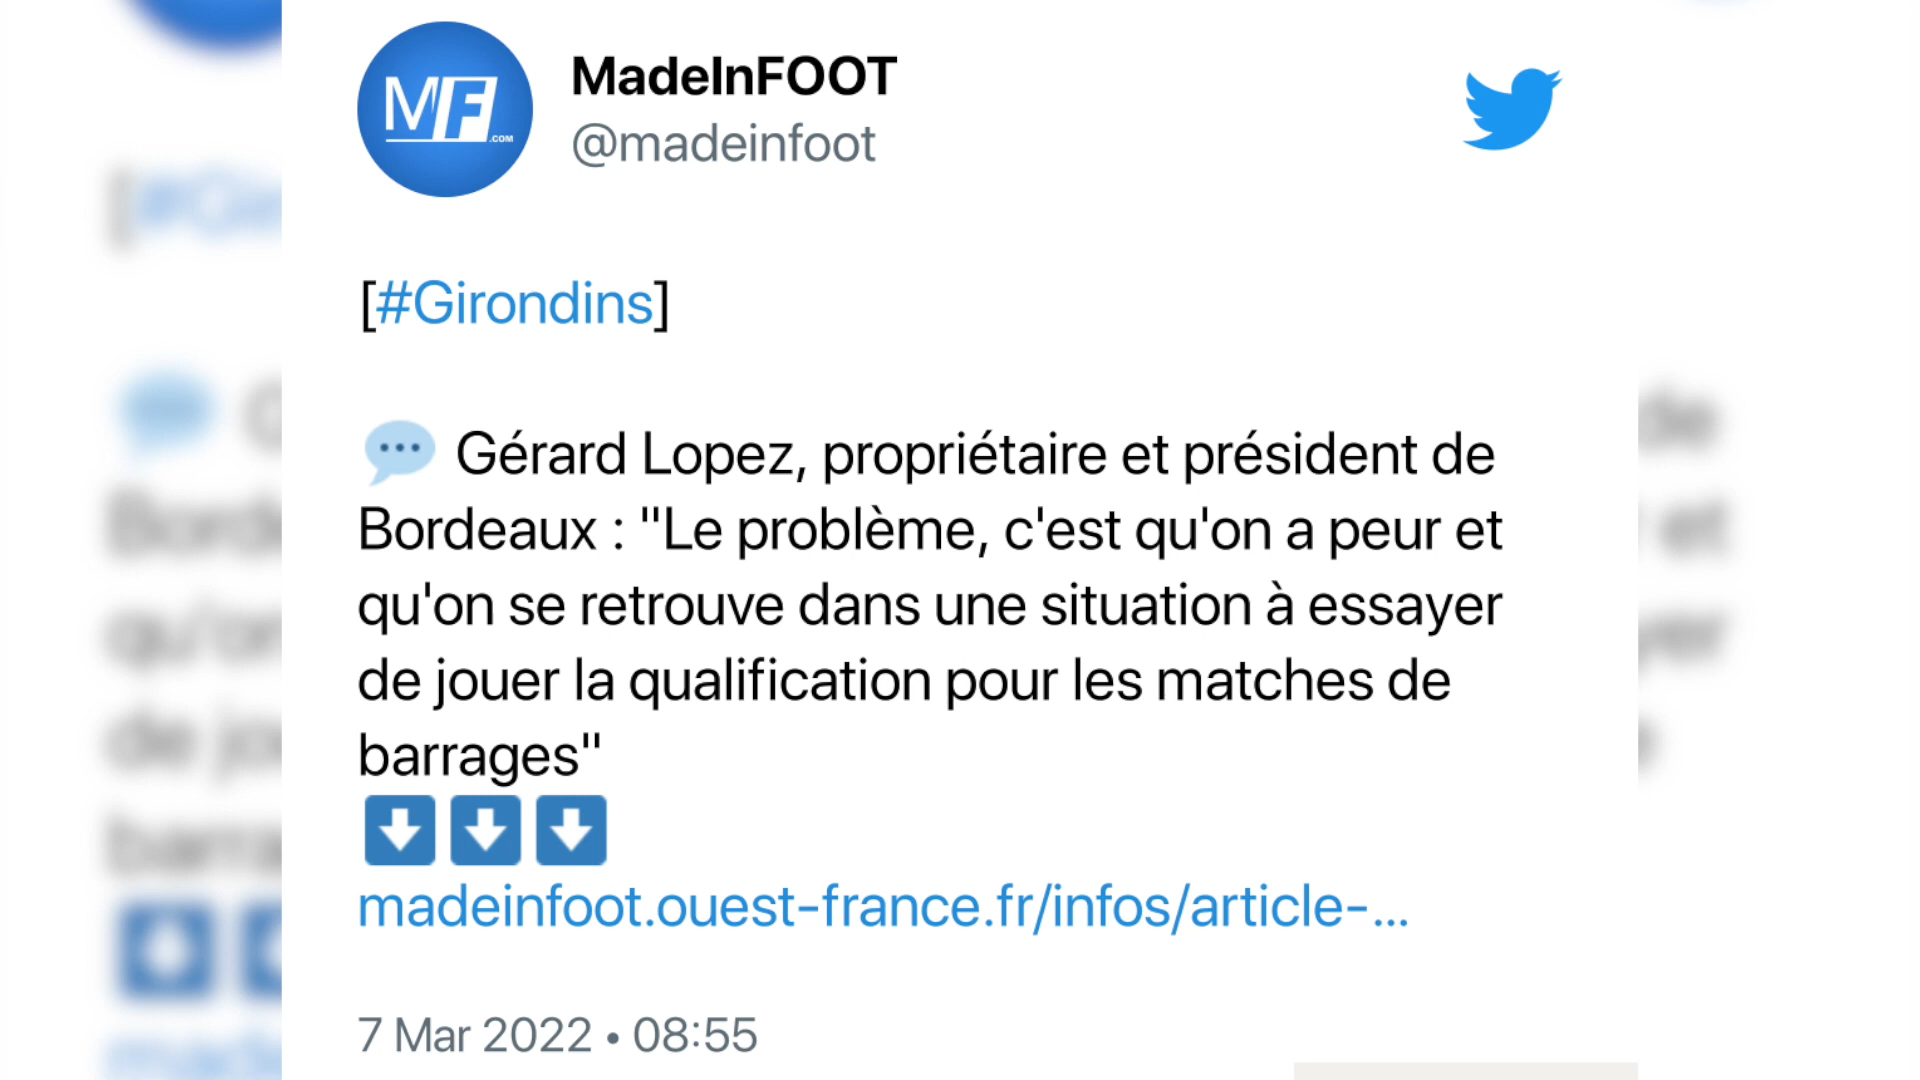 MF
.COM
MadeInFOOT
@madeinfoot
[#Girondins]
💬 Gérard Lopez, propriétaire et président de
Bordeaux : "Le problème, c'est qu'on a peur et
qu'on se retrouve dans une situation à essayer
de jouer la qualification pour les matches de
barrages"
⬇️⬇️⬇️
madeinfoot.ouest-france.fr/infos/article-...
7 Mar 2022 • 08:55